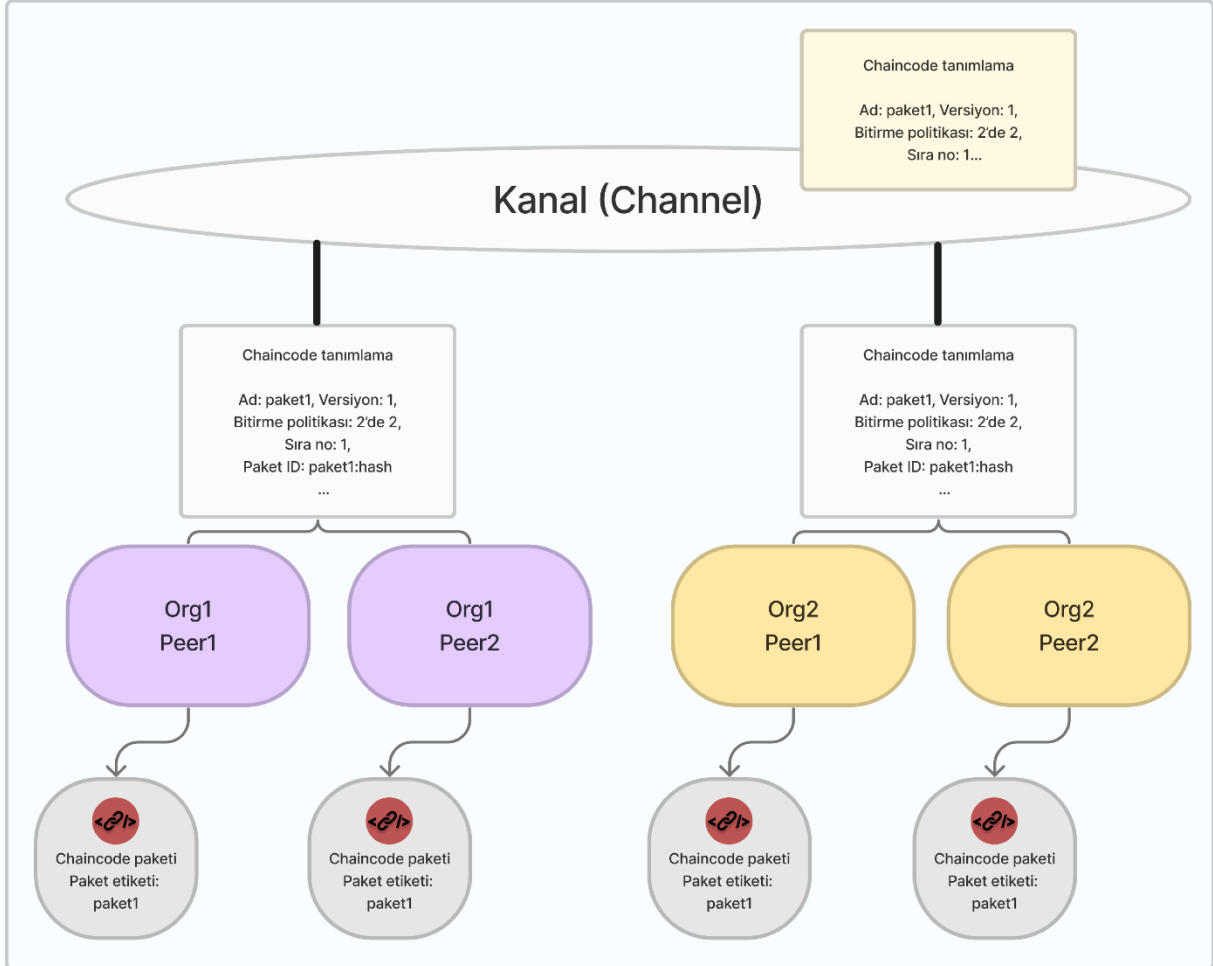 Chaincode tanımlama
Ad: paket1, Versiyon: 1,
Bitirme politikası: 2'de 2,
Sıra no: 1...
Kanal (Channel)
Chaincode tanımlama
Ad: paket1, Versiyon: 1,
Bitirme politikası: 2'de 2,
Sıra no: 1,
Paket ID: paket1:hash
...
Chaincode tanımlama
Ad: paket1, Versiyon: 1,
Bitirme politikası: 2'de 2,
Sıra no: 1,
Paket ID: paket1:hash
...
Org1
Peer1
Org1
Peer2
Org2
Peer1
Org2
Peer2
Chaincode paketi
Paket etiketi:
paket1
Chaincode paketi
Paket etiketi:
paket1
Chaincode paketi
Paket etiketi:
paket1
Chaincode paketi
Paket etiketi:
paket1